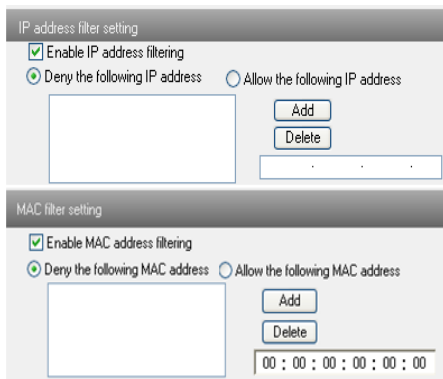 IP address filter setting
Enable IP address filtering
Deny the following IP address Allow the following IP address
Add
Delete
. . .
MAC filter setting
Enable MAC address filtering
Deny the following MAC address Allow the following MAC address
Add
Delete
00 : 00 : 00 : 00 : 00 : 00